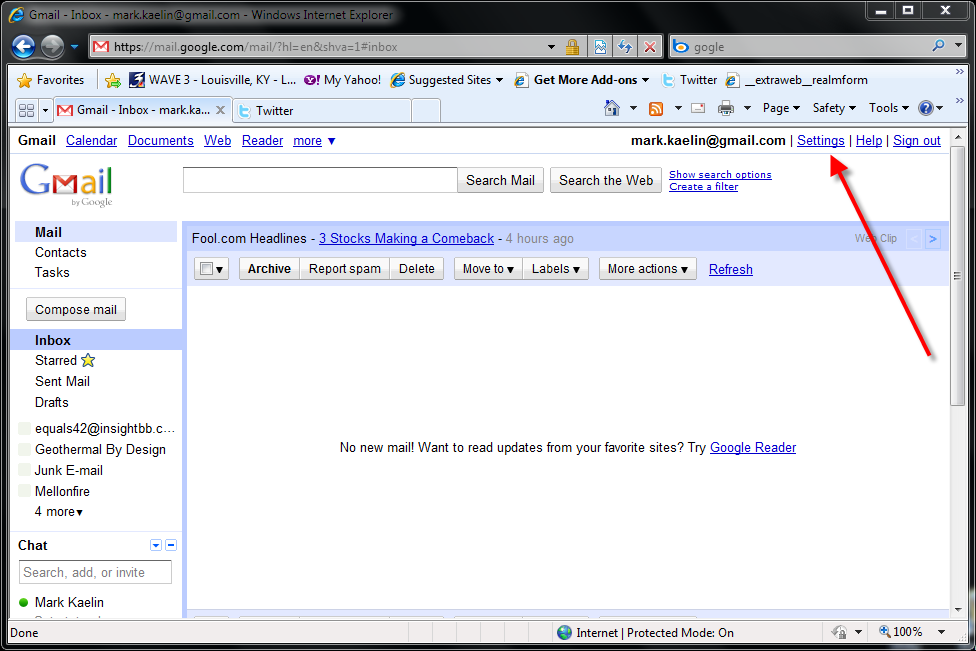 Gmail - Inbox - mark.kaelin@gmail.com - Windows Internet Explorer
https://mail.google.com/mail/?hl=en&shva=1#inbox
gogle
Favorites WAVE 3 - Louisville, KY - L... My Yahoo! Suggested Sites Get More Add-ons Twitter __extraweb__realmform
Gmail - Inbox - mark.ka... Twitter Page Safety Tools
Gmail Calendar Documents Web Reader more mark.kaelin@gmail.com | Settings | Help | Sign out
Gmail
by Google
Search Mail Search the Web
Show search options
Create a filter
Mail
Contacts
Tasks
Compose mail
Inbox
Starred
Sent Mail
Drafts
equals42@insightbb.c...
Geothermal By Design
Junk E-mail
Mellonfire
4 more
Chat
Search, add, or invite
Mark Kaelin
Fool.com Headlines - 3 Stocks Making a Comeback - 4 hours ago Web Clip < >
Archive Report spam Delete Move to Labels More actions Refresh
No new mail! Want to read updates from your favorite sites? Try Google Reader
Done Internet | Protected Mode: On 100%